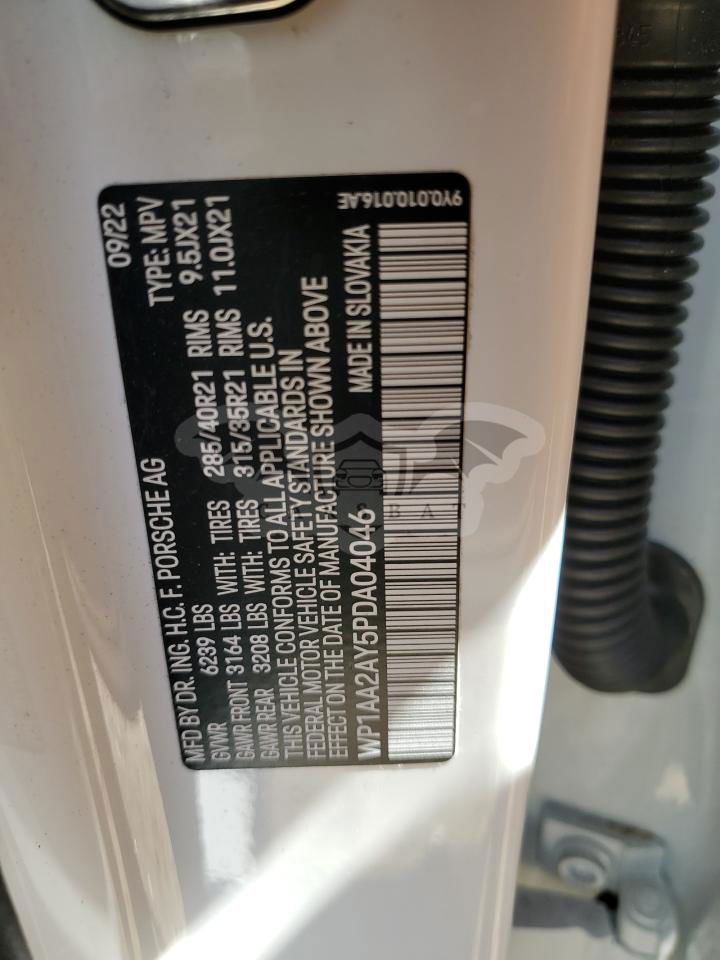 MFD BY DR. ING. H.C. F. PORSCHE AG 09/22
GVWR 6239 LBS TYPE: MPV
GAWR FRONT 3164 LBS WITH: TIRES 285/40R21 RIMS 9.5JX21
GAWR REAR 3208 LBS WITH: TIRES 315/35R21 RIMS 11.0JX21
THIS VEHICLE CONFORMS TO ALL APPLICABLE U.S.
FEDERAL MOTOR VEHICLE SAFETY STANDARDS IN
EFFECT ON THE DATE OF MANUFACTURE SHOWN ABOVE
WP1AA2AY5PDA04046 MADE IN SLOVAKIA
9Y0.010.016.AE